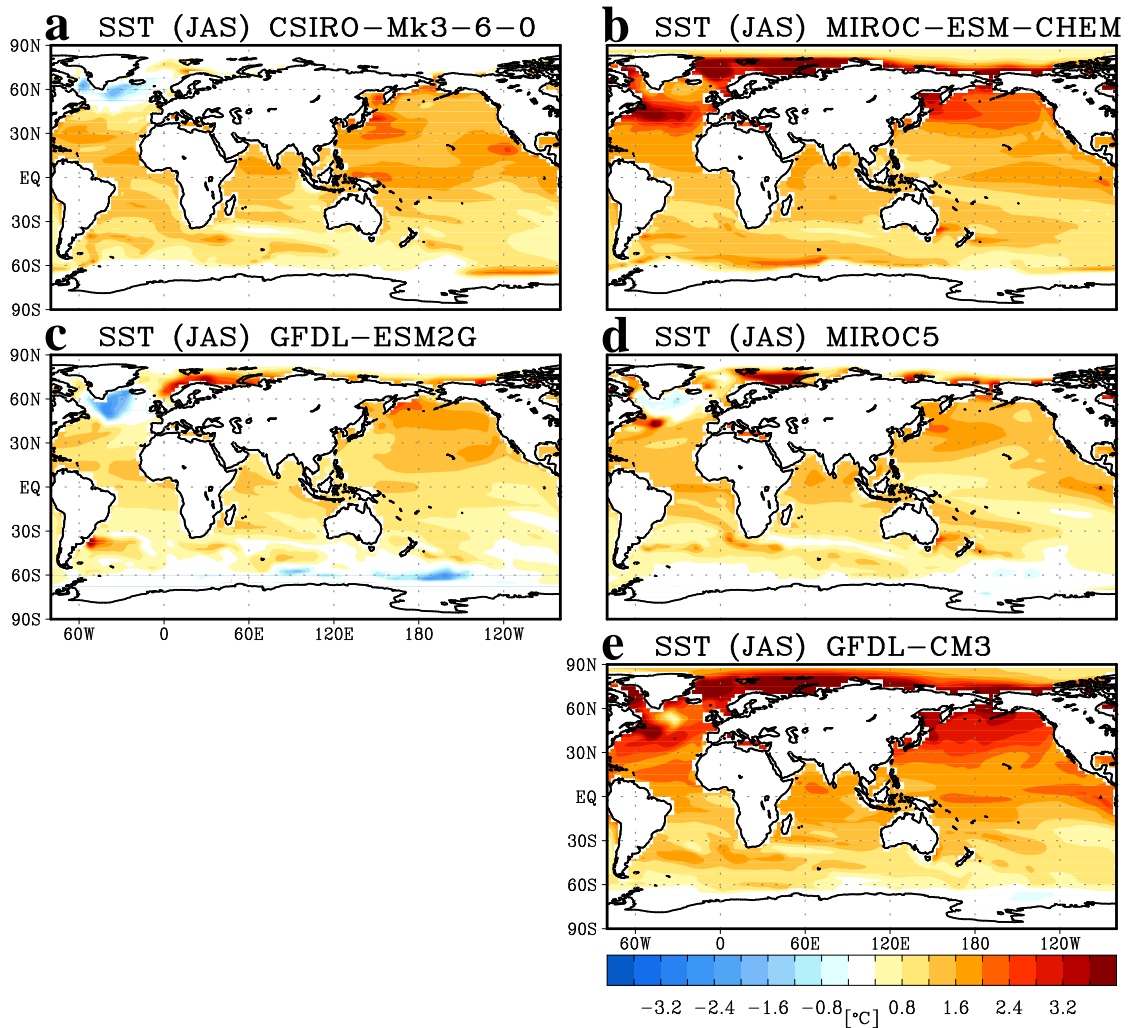 a SST (JAS) CSIRO-Mk3-6-0
90N
60N
30N
EQ
30S
60S
90S
b SST (JAS) MIROC-ESM-CHEM
c SST (JAS) GFDL-ESM2G
90N
60N
30N
EQ
30S
60S
90S
60W 0 60E 120E 180 120W
d SST (JAS) MIROC5
e SST (JAS) GFDL-CM3
90N
60N
30N
EQ
30S
60S
90S
60W 0 60E 120E 180 120W
-3.2 -2.4 -1.6 -0.8 0.8 1.6 2.4 3.2
[°C]